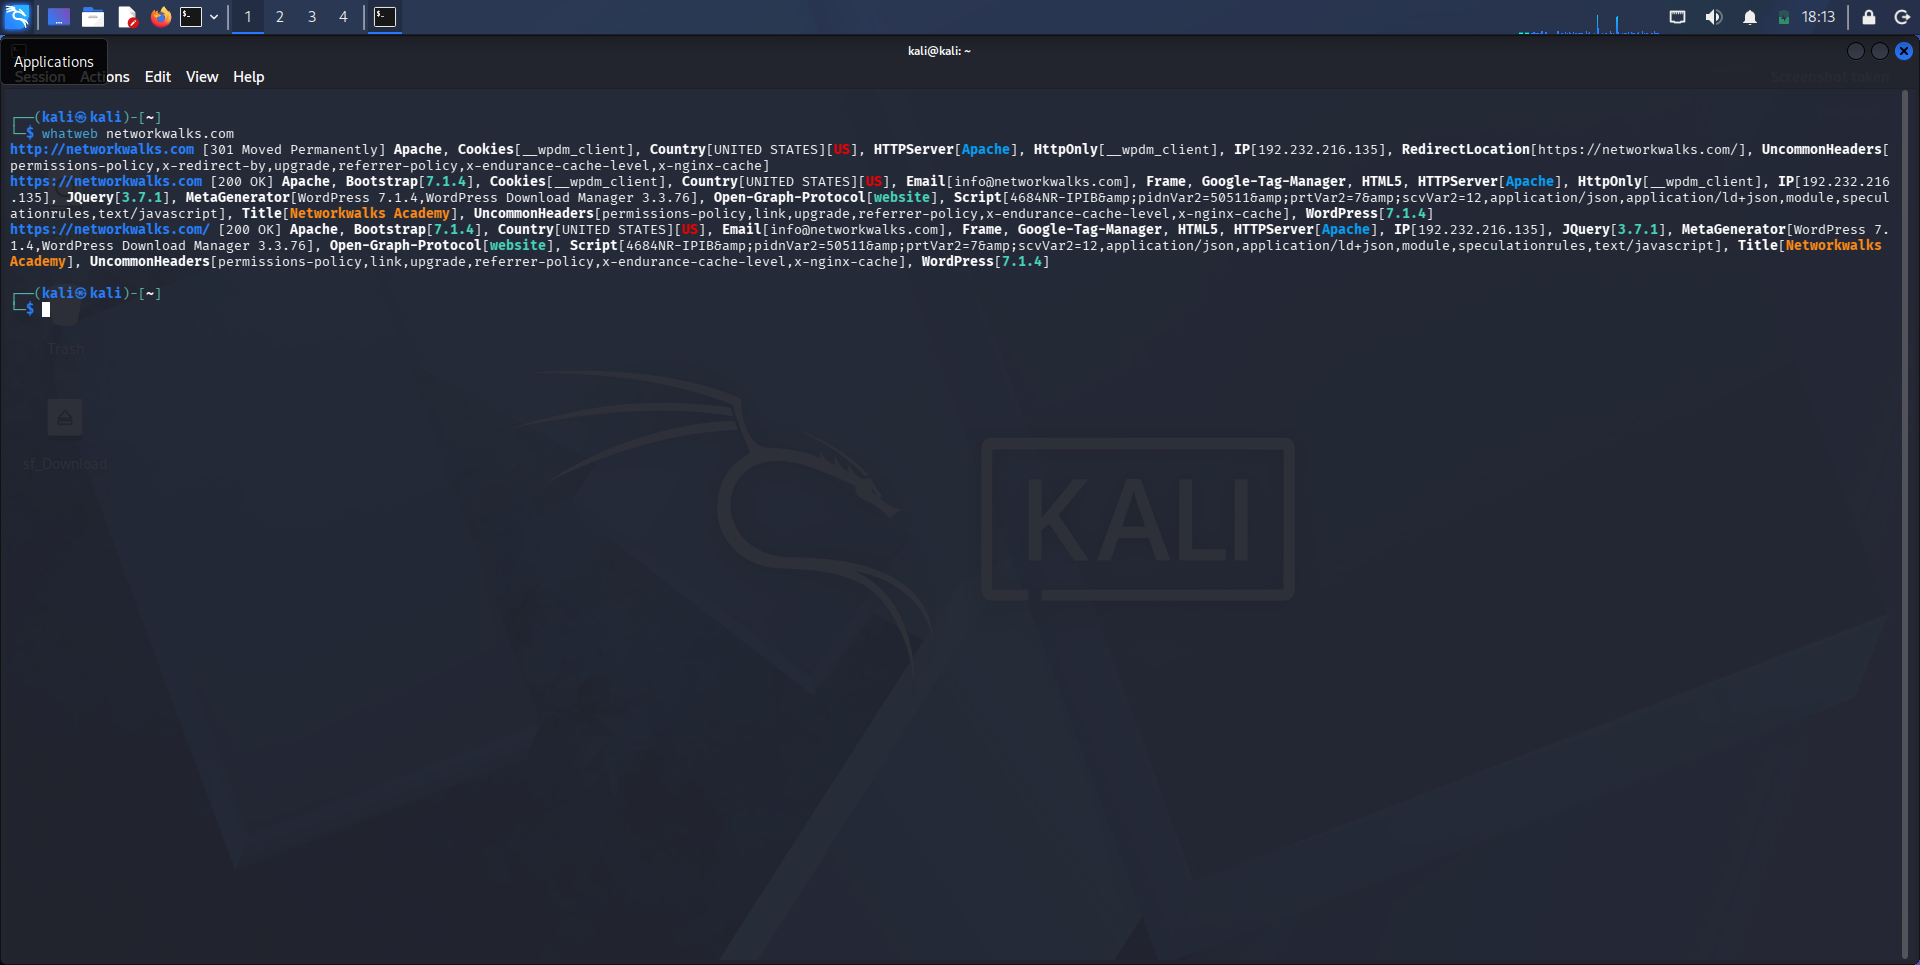 1 2 3 4 18:13
kali@kali: ~
Applications
Session Actions Edit View Help
Screenshot taken
┌──(kali㉿kali)-[~]
└─$ whatweb networkwalks.com
http://networkwalks.com [301 Moved Permanently] Apache, Cookies[__wpdm_client], Country[UNITED STATES][US], HTTPServer[Apache], HttpOnly[__wpdm_client], IP[192.232.216.135], RedirectLocation[https://networkwalks.com/], UncommonHeaders[
permissions-policy,x-redirect-by,upgrade,referrer-policy,x-endurance-cache-level,x-nginx-cache]
https://networkwalks.com [200 OK] Apache, Bootstrap[7.1.4], Cookies[__wpdm_client], Country[UNITED STATES][US], Email[info@networkwalks.com], Frame, Google-Tag-Manager, HTML5, HTTPServer[Apache], HttpOnly[__wpdm_client], IP[192.232.216
.135], JQuery[3.7.1], MetaGenerator[WordPress 7.1.4,WordPress Download Manager 3.3.76], Open-Graph-Protocol[website], Script[4684NR-IPIB&amp;pidnVar2=50511&amp;prtVar2=7&amp;scvVar2=12,application/json,application/ld+json,module,specul
ationrules,text/javascript], Title[Networkwalks Academy], UncommonHeaders[permissions-policy,link,upgrade,referrer-policy,x-endurance-cache-level,x-nginx-cache], WordPress[7.1.4]
https://networkwalks.com/ [200 OK] Apache, Bootstrap[7.1.4], Country[UNITED STATES][US], Email[info@networkwalks.com], Frame, Google-Tag-Manager, HTML5, HTTPServer[Apache], IP[192.232.216.135], JQuery[3.7.1], MetaGenerator[WordPress 7.
1.4,WordPress Download Manager 3.3.76], Open-Graph-Protocol[website], Script[4684NR-IPIB&amp;pidnVar2=50511&amp;prtVar2=7&amp;scvVar2=12,application/json,application/ld+json,module,speculationrules,text/javascript], Title[Networkwalks
Academy], UncommonHeaders[permissions-policy,link,upgrade,referrer-policy,x-endurance-cache-level,x-nginx-cache], WordPress[7.1.4]
┌──(kali㉿kali)-[~]
└─$
Trash
sf_Download
KALI